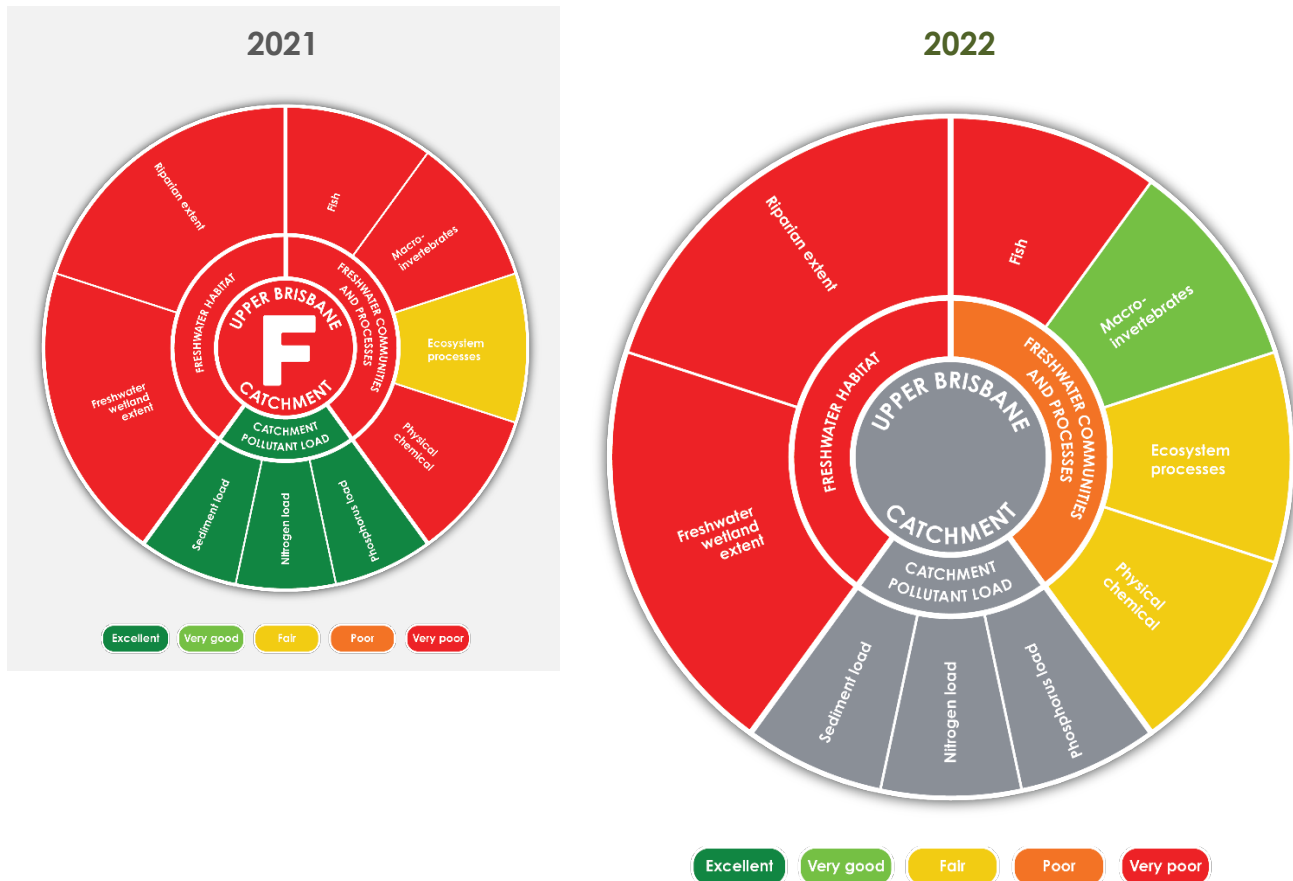 2021
Riparian extent
Fish
Macro-
invertebrates
Ecosystem
processes
Physical
chemical
Phosphorus load
Nitrogen load
Sediment load
Freshwater
wetland
extent
FRESHWATER HABITAT
FRESHWATER COMMUNITIES
AND PROCESSES
CATCHMENT
POLLUTANT LOAD
UPPER BRISBANE
F
CATCHMENT
Excellent
Very good
Fair
Poor
Very poor
2022
Riparian extent
Fish
Macro-
invertebrates
Ecosystem
processes
Physical
chemical
Phosphorus load
Nitrogen load
Sediment load
Freshwater
wetland
extent
FRESHWATER HABITAT
FRESHWATER COMMUNITIES
AND PROCESSES
CATCHMENT
POLLUTANT LOAD
UPPER BRISBANE
CATCHMENT
Excellent
Very good
Fair
Poor
Very poor